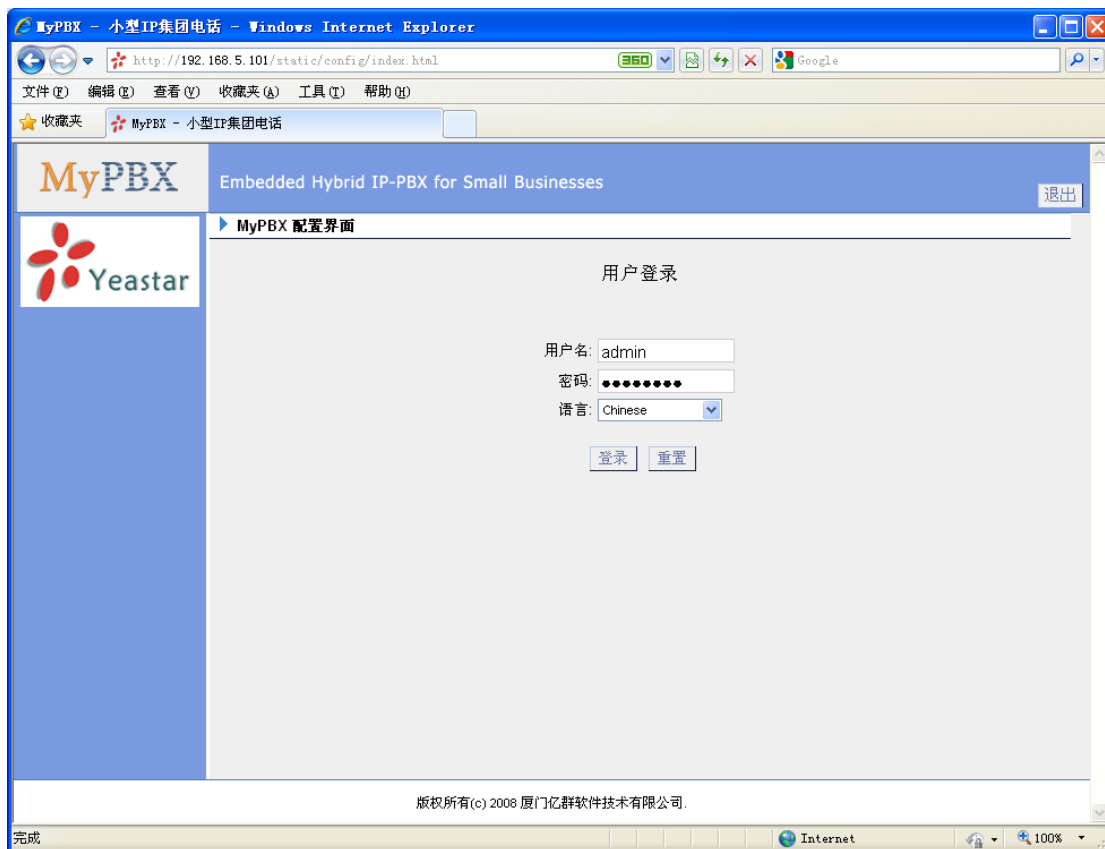 MyPBX - 小型IP集团电话 - Windows Internet Explorer
http://192.168.5.101/static/config/index.html
360
Google
文件(F) 编辑(E) 查看(V) 收藏夹(A) 工具(T) 帮助(H)
收藏夹
MyPBX - 小型IP集团电话
MyPBX
Embedded Hybrid IP-PBX for Small Businesses
退出
Yeastar
MyPBX 配置界面
用户登录
用户名: admin
密码: ●●●●●●●●
语言: Chinese
登录 重置
版权所有(c) 2008 厦门亿群软件技术有限公司.
完成
Internet
100%